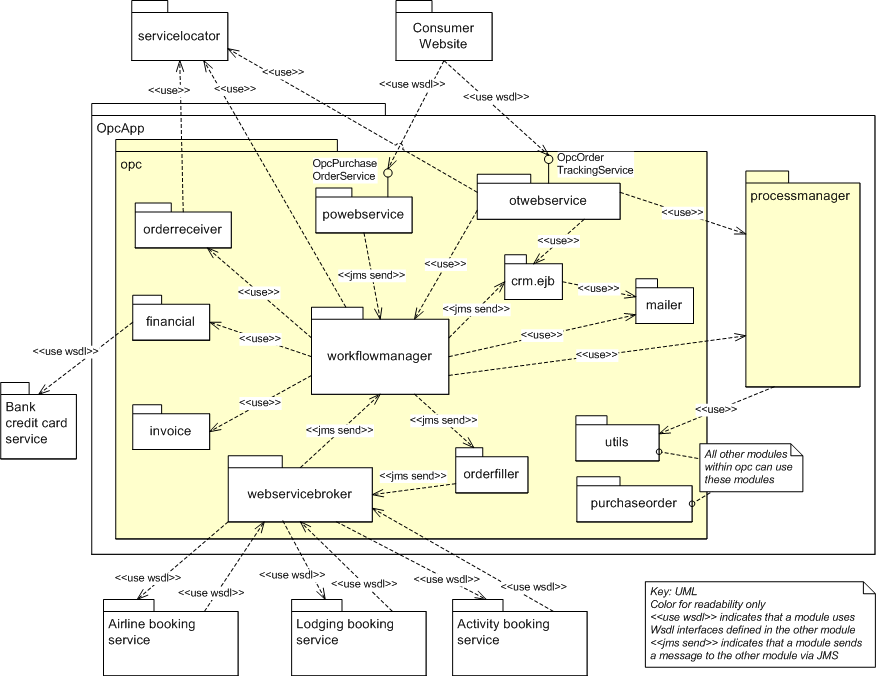 servicelocator
Consumer
Website
<<use>>
<<use>>
<<use>>
<<use wsdl>>
<<use wsdl>>
OpcApp
opc
OpcPurchase
OrderService
OpcOrder
TrackingService
processmanager
powebservice
otwebservice
orderreceiver
<<use>>
<<use>>
<<jms send>>
<<use>>
crm.ejb
<<use>>
mailer
<<use>>
<<jms send>>
financial
<<use>>
<<use>>
workflowmanager
<<use>>
<<use wsdl>>
Bank
credit card
service
<<use>>
<<use>>
invoice
<<jms send>>
<<jms send>>
utils
All other modules
within opc can use
these modules
orderfiller
<<jms send>>
webservicebroker
purchaseorder
<<use wsdl>>
<<use wsdl>>
<<use wsdl>>
<<use wsdl>>
<<use wsdl>>
<<use wsdl>>
Airline booking
service
Lodging booking
service
Activity booking
service
Key: UML
Color for readability only
<<use wsdl>> indicates that a module uses
Wsdl interfaces defined in the other module
<<jms send>> indicates that a module sends
a message to the other module via JMS